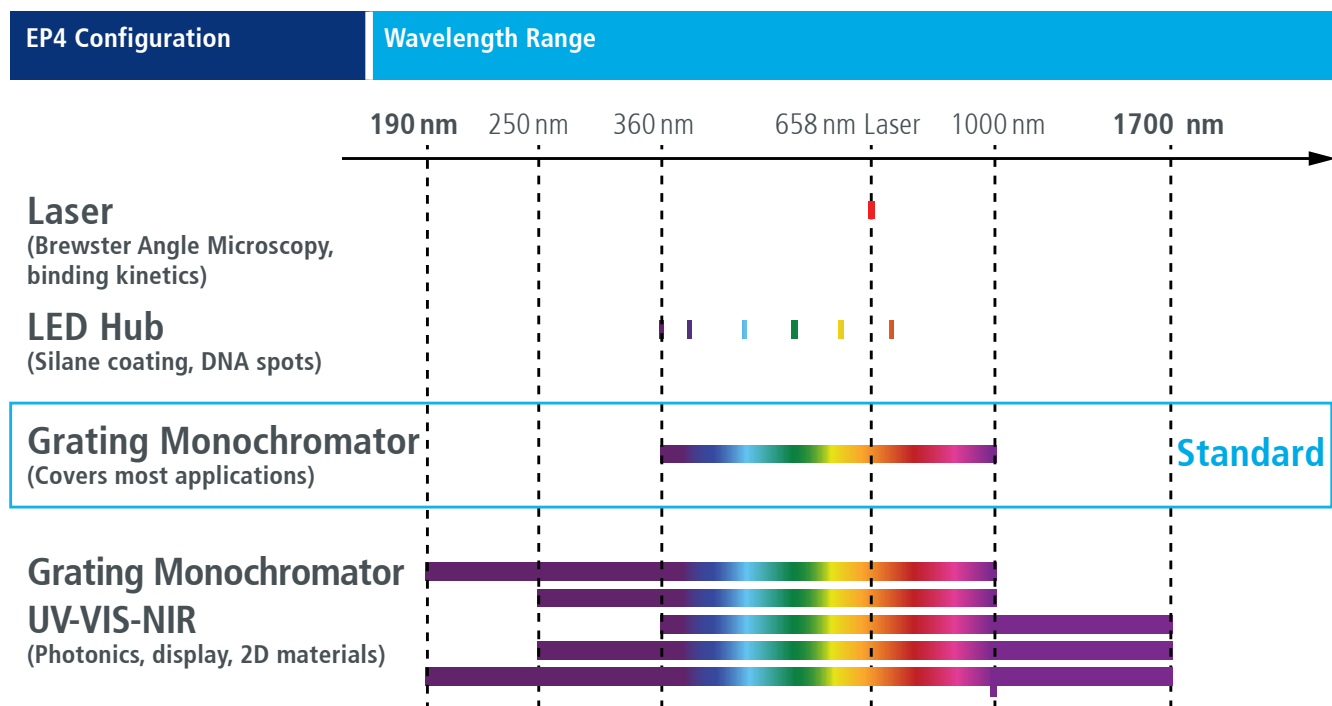 EP4 Configuration
Wavelength Range
190 nm
250 nm
360 nm
658 nm Laser
1000 nm
1700 nm
Laser
(Brewster Angle Microscopy,
binding kinetics)
LED Hub
(Silane coating, DNA spots)
Grating Monochromator
(Covers most applications)
Standard
Grating Monochromator
UV-VIS-NIR
(Photonics, display, 2D materials)